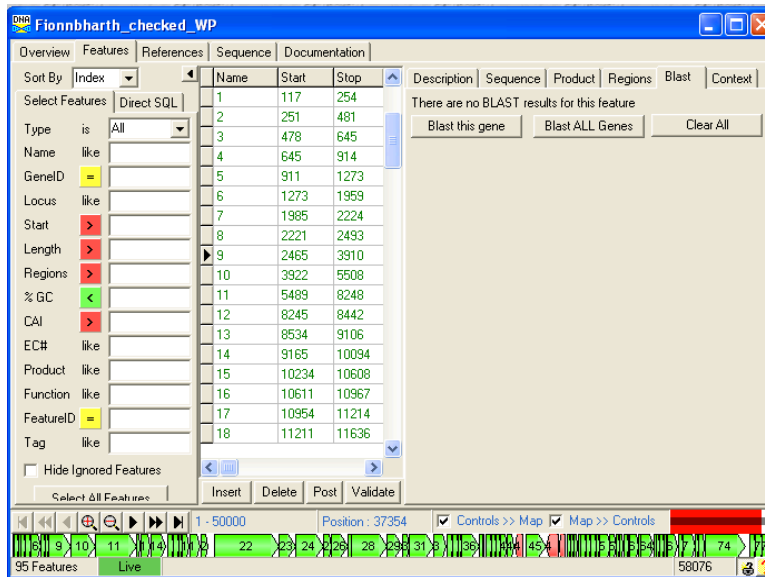 DNA Fionnbharth_checked_WP
Overview Features References Sequence Documentation
Sort By Index
Select Features Direct SQL
Type is All
Name like
GeneID =
Locus like
Start >
Length >
Regions >
% GC <
CAI >
EC# like
Product like
Function like
FeatureID =
Tag like
Hide Ignored Features
Select All Features
Name Start Stop
1 117 254
2 251 481
3 478 645
4 645 914
5 911 1273
6 1273 1959
7 1985 2224
8 2221 2493
9 2465 3910
10 3922 5508
11 5489 8248
12 8245 8442
13 8534 9106
14 9165 10094
15 10234 10608
16 10611 10967
17 10954 11214
18 11211 11636
Insert Delete Post Validate
Description Sequence Product Regions Blast Context
There are no BLAST results for this feature
Blast this gene Blast ALL Genes Clear All
1 - 50000 Position : 37354 Controls >> Map Map >> Controls
6 9 10 11 14 22 23 24 26 28 31 36 45 74
95 Features Live 58076